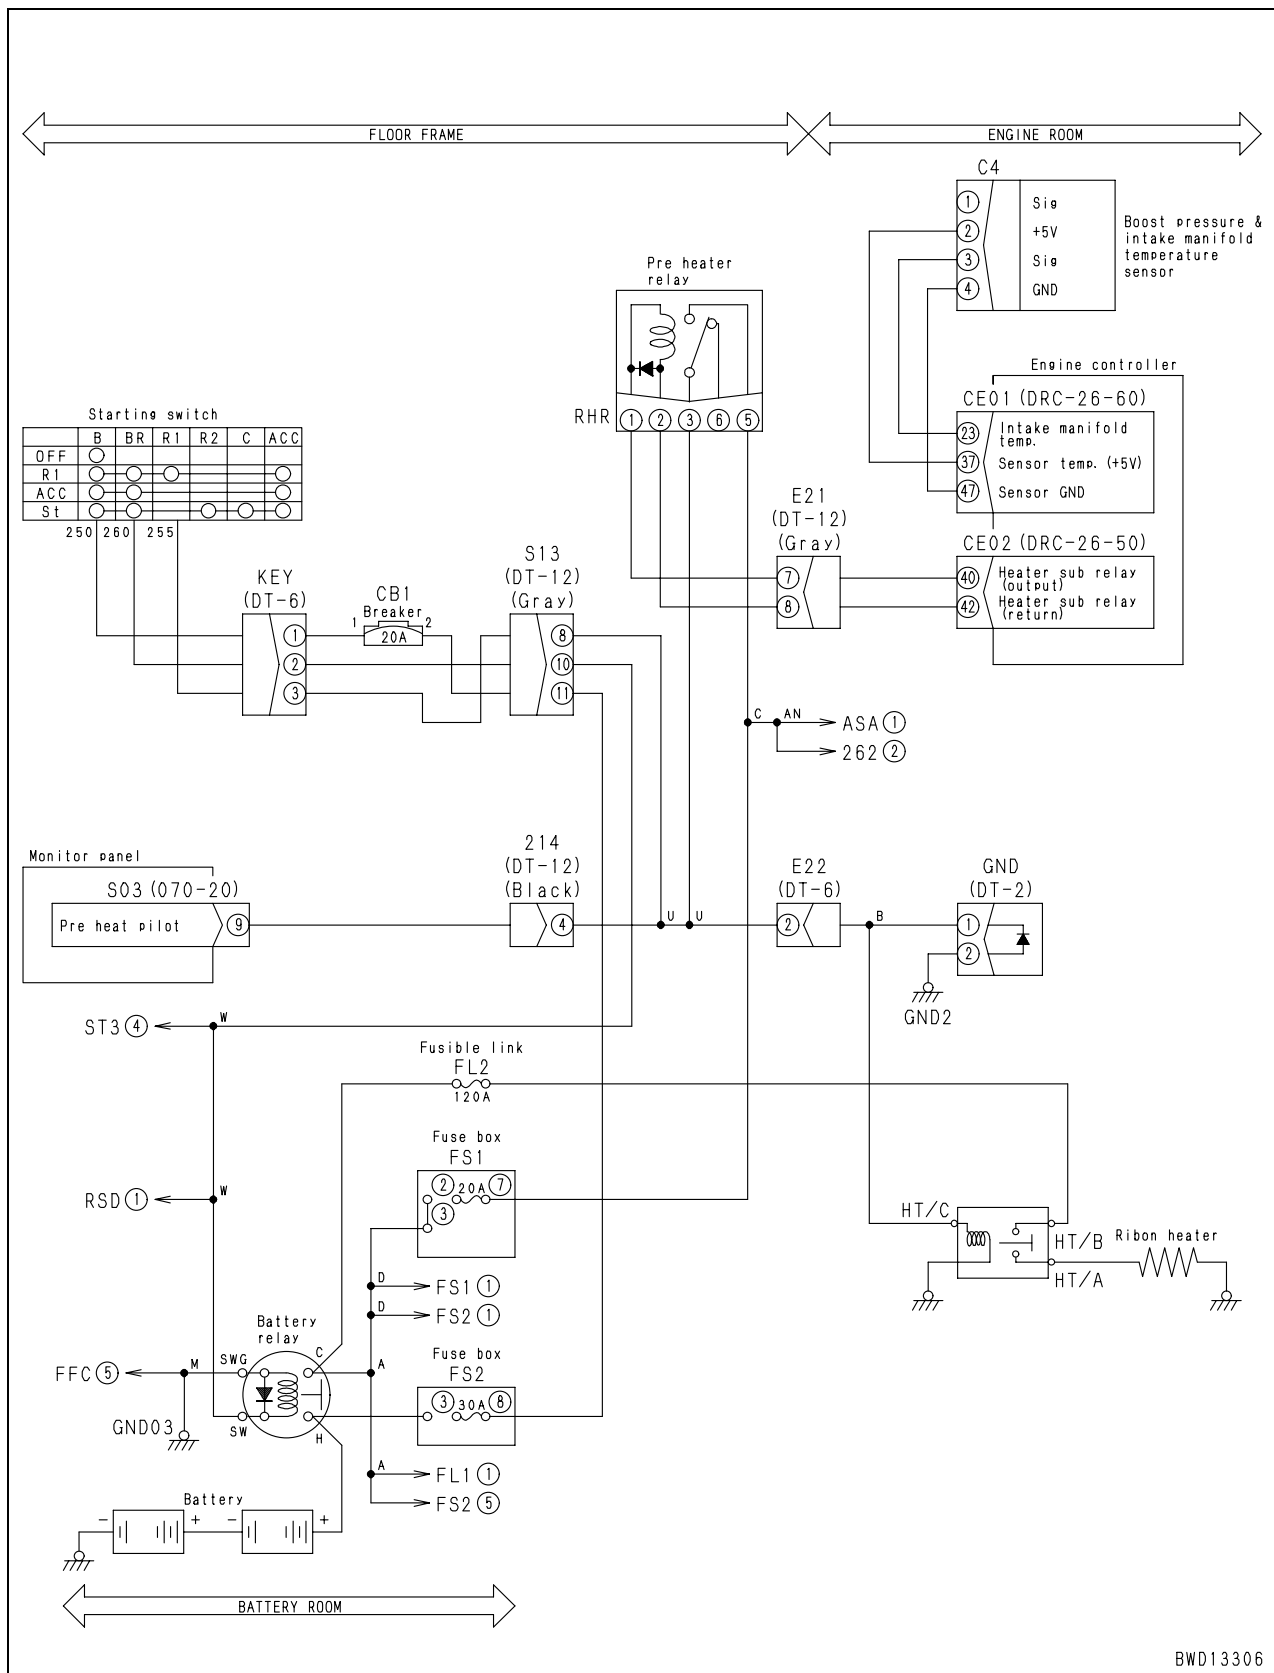 FLOOR FRAME
ENGINE ROOM
C4
1 Sig
2 +5V
3 Sig
4 GND
Boost pressure &
intake manifold
temperature
sensor
Pre heater
relay
RHR 1 2 3 6 5
Engine controller
CE01 (DRC-26-60)
23 Intake manifold
temp.
37 Sensor temp. (+5V)
47 Sensor GND
CE02 (DRC-26-50)
40 Heater sub relay
(output)
42 Heater sub relay
(return)
Starting switch
B BR R1 R2 C ACC
OFF
R1
ACC
St
250 260 255
KEY
(DT-6)
1
2
3
CB1
Breaker
1 2
20A
S13
(DT-12)
(Gray)
8
10
11
E21
(DT-12)
(Gray)
7
8
C AN
ASA 1
262 2
Monitor panel
S03 (070-20)
Pre heat pilot 9
214
(DT-12)
(Black)
4
U U
E22
(DT-6)
2
B
GND
(DT-2)
1
2
GND2
ST3 4 W
Fusible link
FL2
120A
RSD 1 W
Fuse box
FS1
2 20A 7
3
HT/C
HT/B
HT/A
Ribon heater
D
FS1 1
D
FS2 1
Battery
relay
SWG C
FFC 5 M
A
GND03
SW H
Fuse box
FS2
3 30A 8
A
FL1 1
FS2 5
Battery
- + - +
BATTERY ROOM
BWD13306